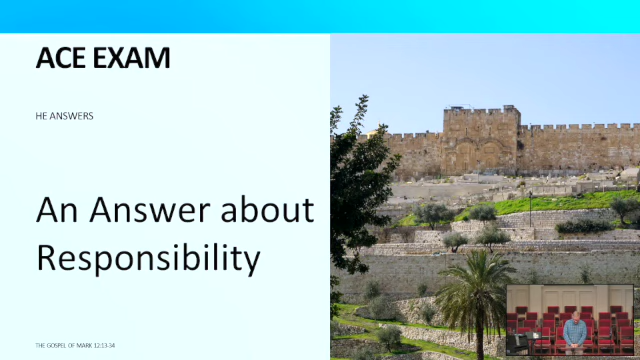 ACE EXAM
HE ANSWERS
An Answer about
Responsibility
THE GOSPEL OF MARK 12:13-34